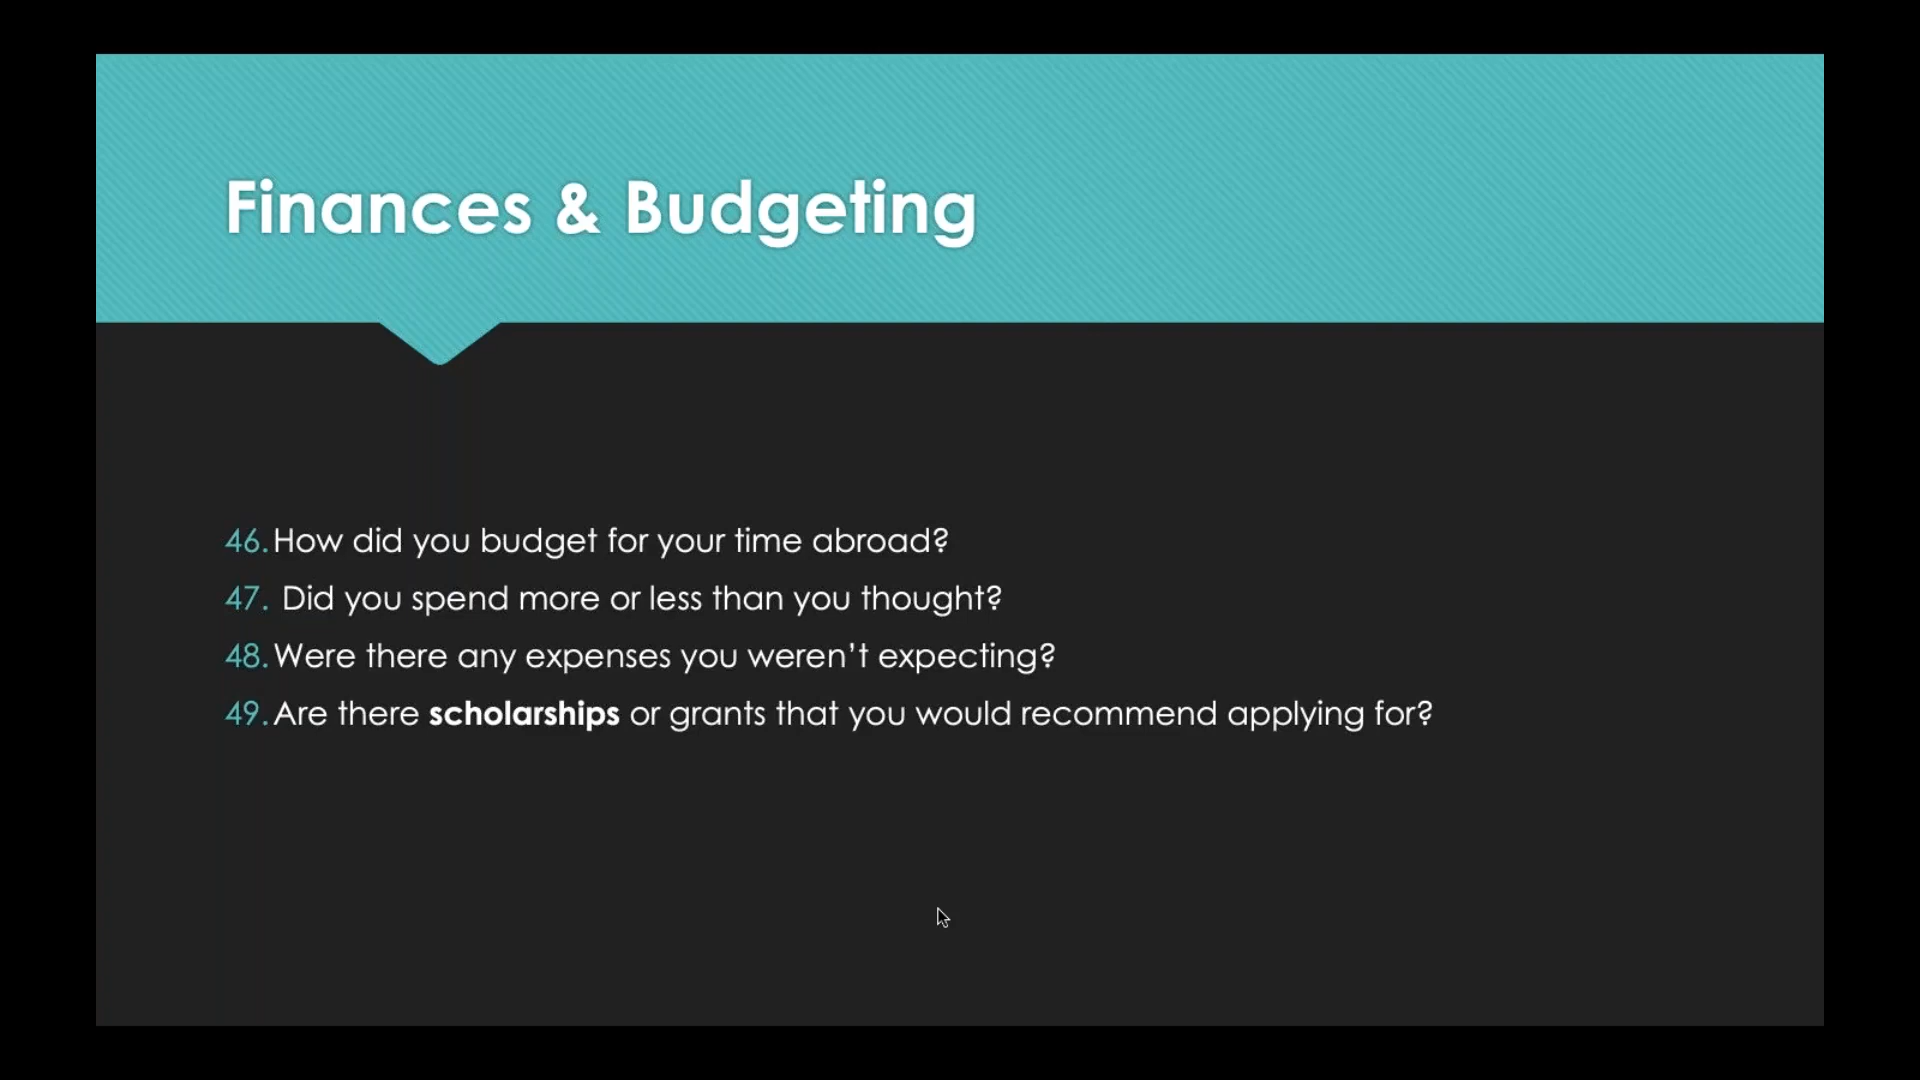 Finances & Budgeting
46. How did you budget for your time abroad?
47. Did you spend more or less than you thought?
48. Were there any expenses you weren’t expecting?
49. Are there scholarships or grants that you would recommend applying for?